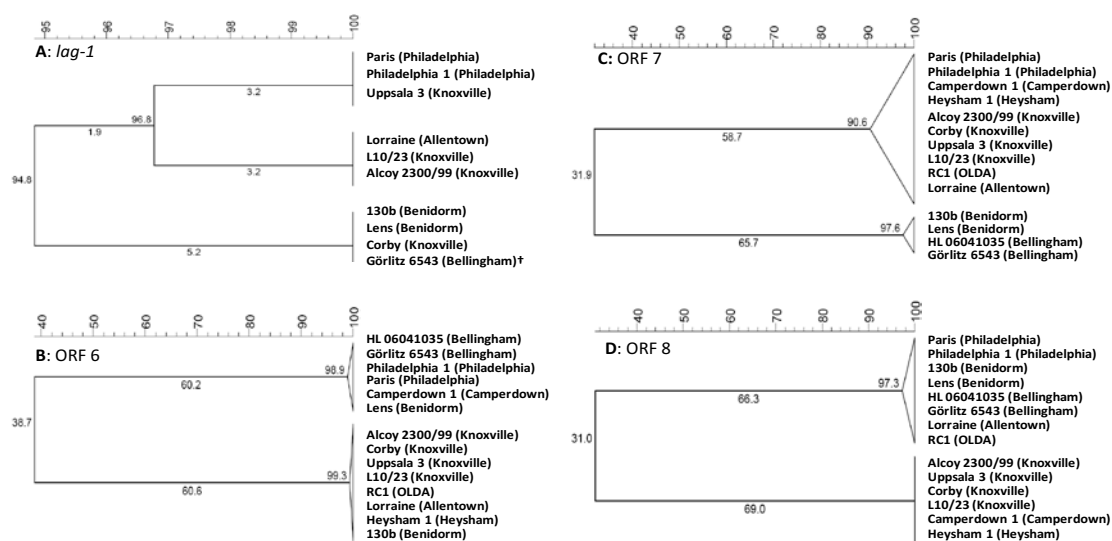 95 96 97 98 99 100
A: lag-1
Paris (Philadelphia)
Philadelphia 1 (Philadelphia)
Uppsala 3 (Knoxville)
3.2
96.8
1.9
Lorraine (Allentown)
L10/23 (Knoxville)
Alcoy 2300/99 (Knoxville)
3.2
94.8
130b (Benidorm)
Lens (Benidorm)
Corby (Knoxville)
Görlitz 6543 (Bellingham)†
5.2
40 50 60 70 80 90 100
B: ORF 6
HL 06041035 (Bellingham)
Görlitz 6543 (Bellingham)
Philadelphia 1 (Philadelphia)
Paris (Philadelphia)
Camperdown 1 (Camperdown)
Lens (Benidorm)
98.9
60.2
38.7
Alcoy 2300/99 (Knoxville)
Corby (Knoxville)
Uppsala 3 (Knoxville)
L10/23 (Knoxville)
RC1 (OLDA)
Lorraine (Allentown)
Heysham 1 (Heysham)
130b (Benidorm)
99.3
60.6
40 50 60 70 80 90 100
C: ORF 7
Paris (Philadelphia)
Philadelphia 1 (Philadelphia)
Camperdown 1 (Camperdown)
Heysham 1 (Heysham)
Alcoy 2300/99 (Knoxville)
Corby (Knoxville)
Uppsala 3 (Knoxville)
L10/23 (Knoxville)
RC1 (OLDA)
Lorraine (Allentown)
90.6
58.7
31.9
130b (Benidorm)
Lens (Benidorm)
HL 06041035 (Bellingham)
Görlitz 6543 (Bellingham)
97.6
65.7
40 50 60 70 80 90 100
D: ORF 8
Paris (Philadelphia)
Philadelphia 1 (Philadelphia)
130b (Benidorm)
Lens (Benidorm)
HL 06041035 (Bellingham)
Görlitz 6543 (Bellingham)
Lorraine (Allentown)
RC1 (OLDA)
97.3
66.3
31.0
Alcoy 2300/99 (Knoxville)
Uppsala 3 (Knoxville)
Corby (Knoxville)
L10/23 (Knoxville)
Camperdown 1 (Camperdown)
Heysham 1 (Heysham)
69.0